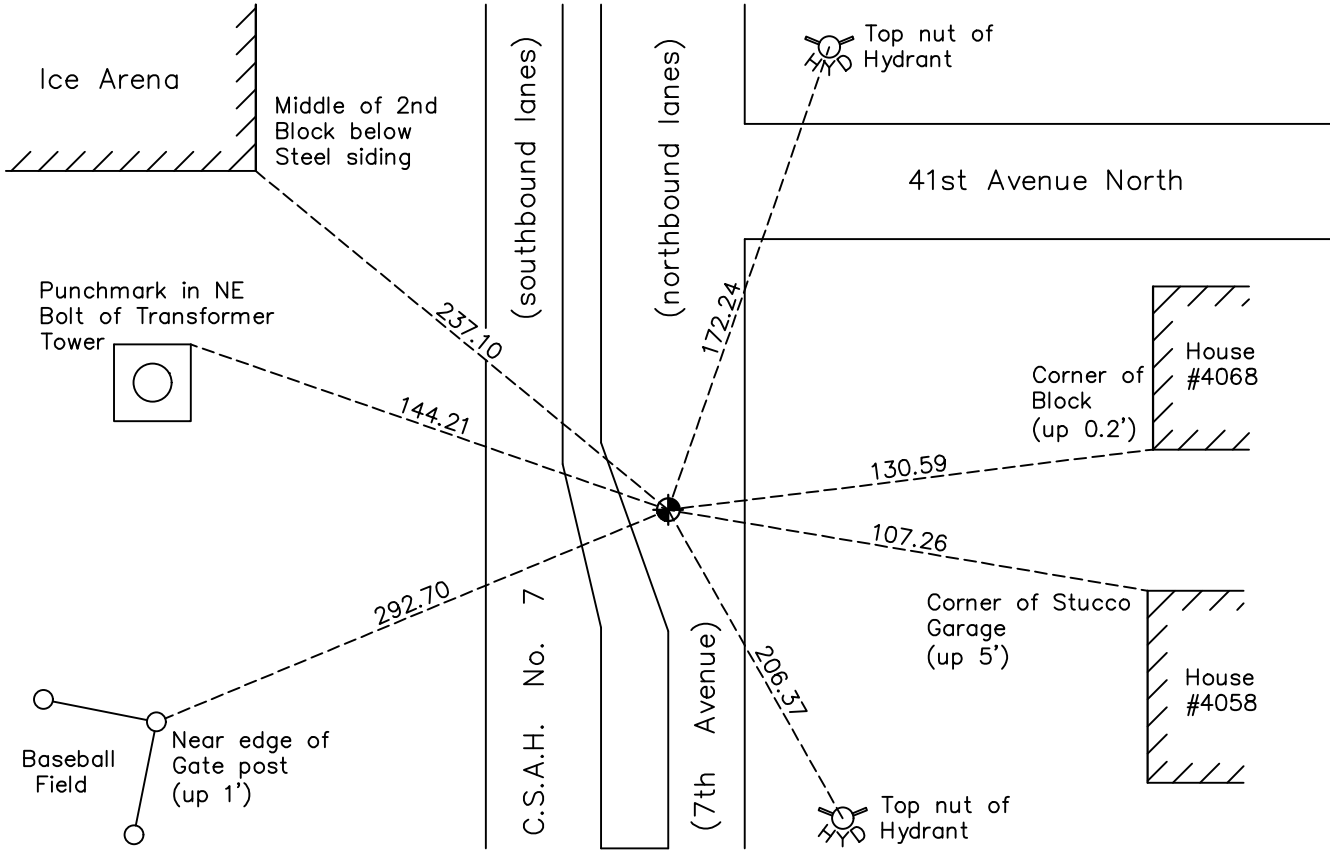 Ice Arena
Middle of 2nd
Block below
Steel siding
(southbound lanes)
(northbound lanes)
Top nut of
Hydrant
HYD
41st Avenue North
Punchmark in NE
Bolt of Transformer
Tower
237.10
172.24
144.21
House
#4068
Corner of
Block
(up 0.2')
130.59
107.26
292.70
C.S.A.H. No. 7
(7th Avenue)
206.37
Corner of Stucco
Garage
(up 5')
House
#4058
Baseball
Field
Near edge of
Gate post
(up 1')
HYD
Top nut of
Hydrant